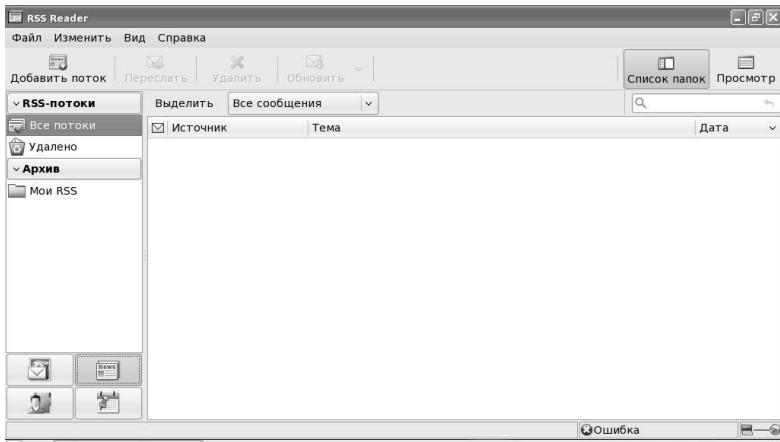 RSS Reader
Файл Изменить Вид Справка
Добавить поток Переслать Удалить Обновить Список папок Просмотр
RSS-потоки
Выделить Все сообщения
Все потоки
Источник Тема Дата
Удалено
Архив
Мои RSS
News
Ошибка